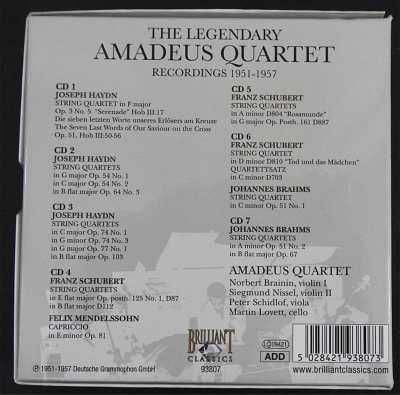 THE LEGENDARY
AMADEUS QUARTET
RECORDINGS 1951-1957
CD 1
JOSEPH HAYDN
STRING QUARTET in F major
Op. 3 No. 5 "Serenade" Hob III:17
Die sieben letzten Worte unseres Erlösers am Kreuze
The Seven Last Words of Our Saviour on the Cross
Op. 51, Hob III:50-56
CD 2
JOSEPH HAYDN
STRING QUARTETS
in G major Op. 54 No. 1
in C major Op. 54 No. 2
in B flat major Op. 64 No. 3
CD 3
JOSEPH HAYDN
STRING QUARTETS
in C major Op. 74 No. 1
in G minor Op. 74 No. 3
in G major Op. 77 No. 1
in B flat major Op. 103
CD 4
FRANZ SCHUBERT
STRING QUARTETS
in E flat major Op. posth. 125 No. 1, D87
in B flat major D112
FELIX MENDELSSOHN
CAPRICCIO
in E minor Op. 81
CD 5
FRANZ SCHUBERT
STRING QUARTETS
in A minor D804 "Rosamunde"
in G major Op. Posth. 161 D887
CD 6
FRANZ SCHUBERT
STRING QUARTET
in D minor D810 "Tod und das Mädchen"
QUARTETTSATZ
in C minor D703
JOHANNES BRAHMS
STRING QUARTET
in C minor Op. 51 No. 1
CD 7
JOHANNES BRAHMS
STRING QUARTETS
in A minor Op. 51 No. 2
in B flat major Op. 67
AMADEUS QUARTET
Norbert Brainin, violin I
Siegmund Nissel, violin II
Peter Schidlof, viola
Martin Lovett, cello
BRILLIANT
CLASSICS
93807
℗ 1951-1957 Deutsche Grammophon GmbH
ADD
5 028421 938073
www.brilliantclassics.com